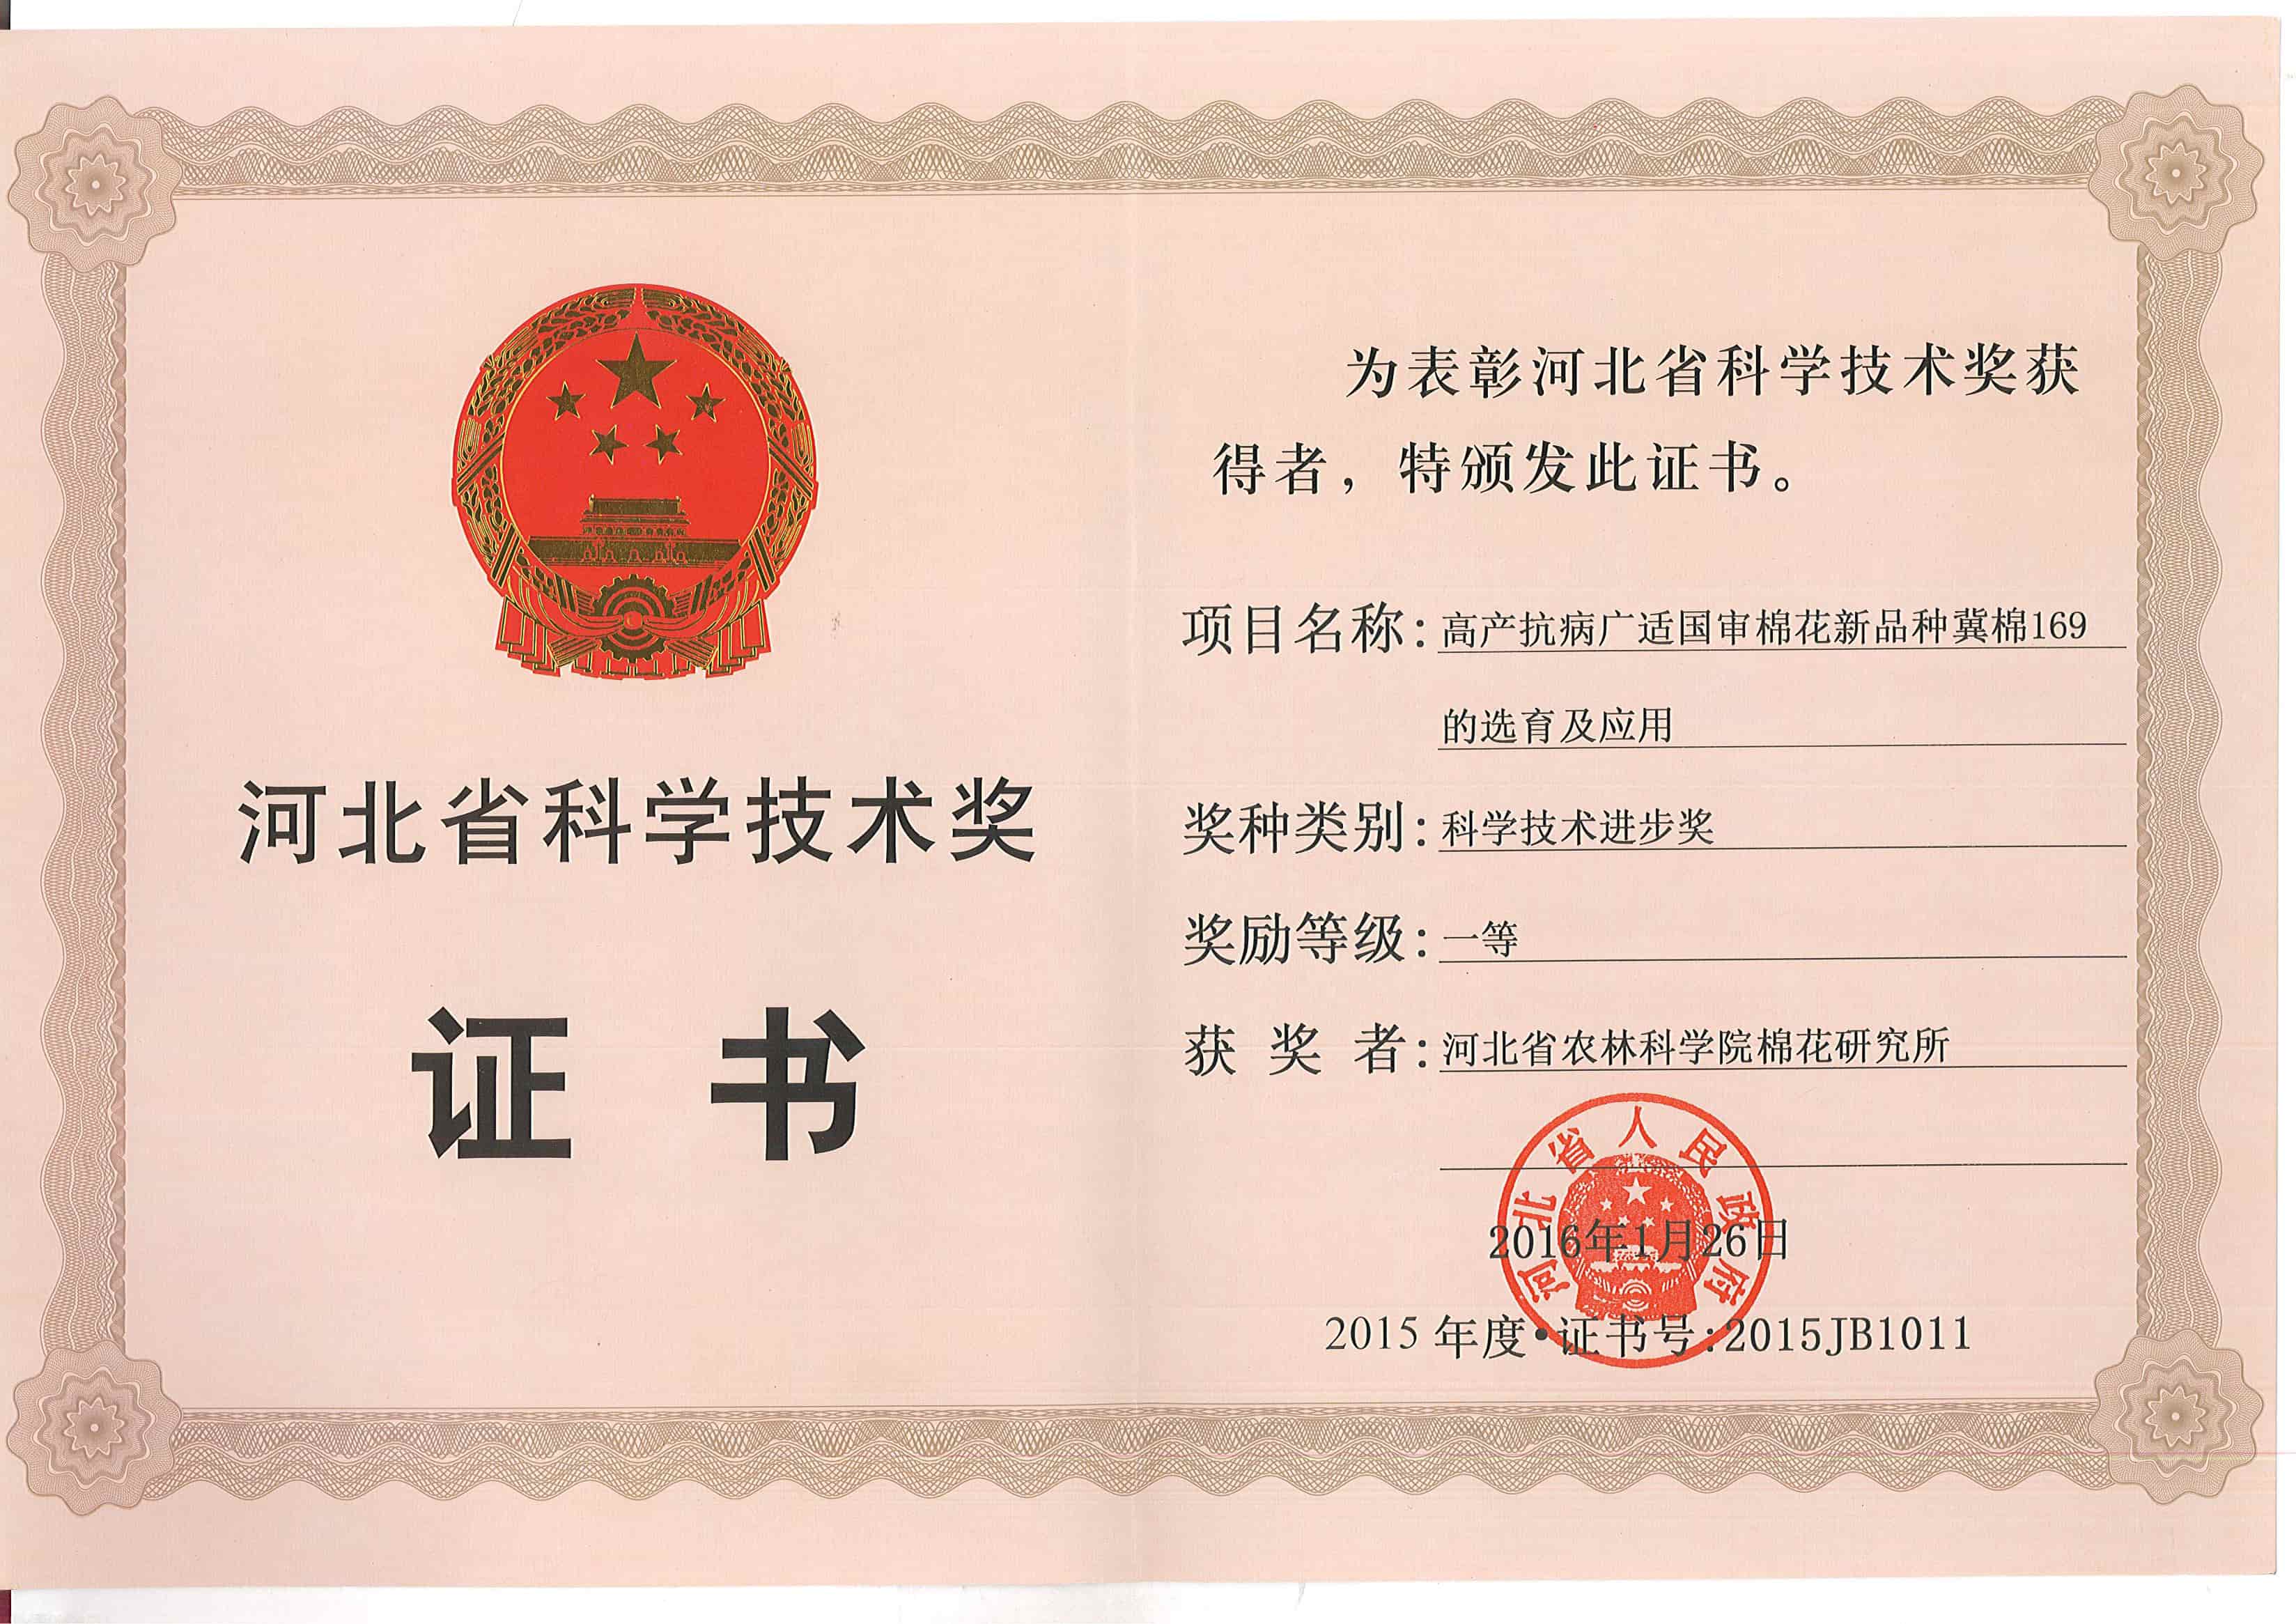 河北省科学技术奖
证书
为表彰河北省科学技术奖获
得者，特颁发此证书。
项目名称：高产抗病广适国审棉花新品种冀棉169
的选育及应用
奖种类别：科学技术进步奖
奖励等级：一等
获奖者：河北省农林科学院棉花研究所
河北省人民政府
2016年1月26日
2015年度·证书号：2015JB1011